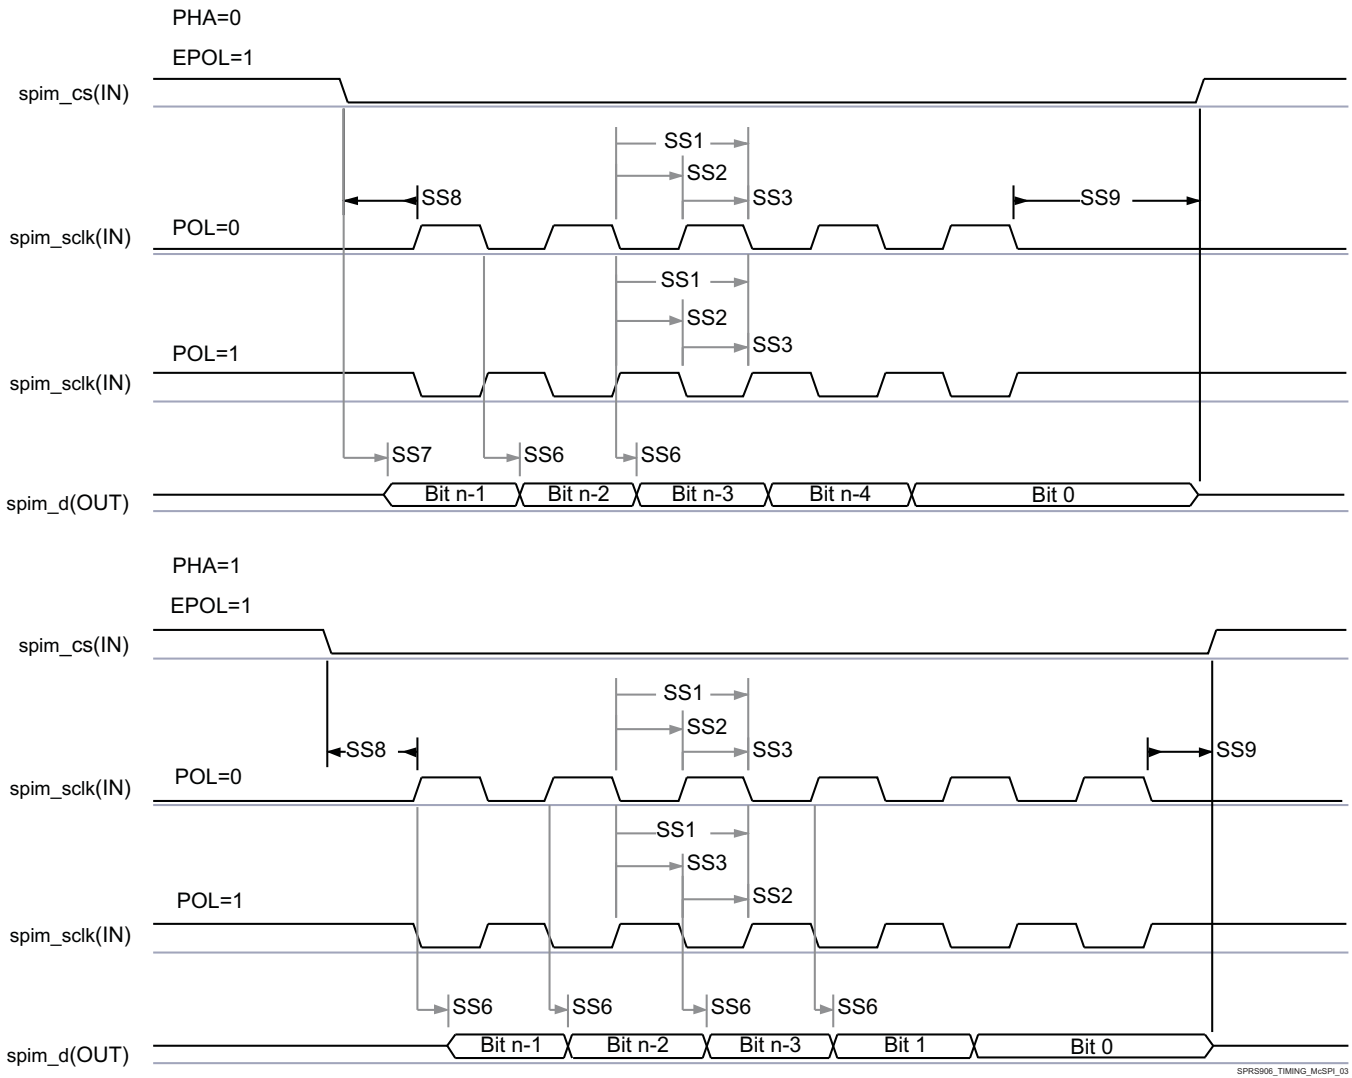 PHA=0
EPOL=1
spim_cs(IN)
SS1
SS2
SS8
SS3
SS9
POL=0
spim_sclk(IN)
SS1
SS2
SS3
POL=1
spim_sclk(IN)
SS7
SS6
SS6
spim_d(OUT)
Bit n-1
Bit n-2
Bit n-3
Bit n-4
Bit 0
PHA=1
EPOL=1
spim_cs(IN)
SS1
SS2
SS8
SS3
SS9
POL=0
spim_sclk(IN)
SS1
SS3
SS2
POL=1
spim_sclk(IN)
SS6
SS6
SS6
SS6
spim_d(OUT)
Bit n-1
Bit n-2
Bit n-3
Bit 1
Bit 0
SPRS906_TIMING_McSPI_03